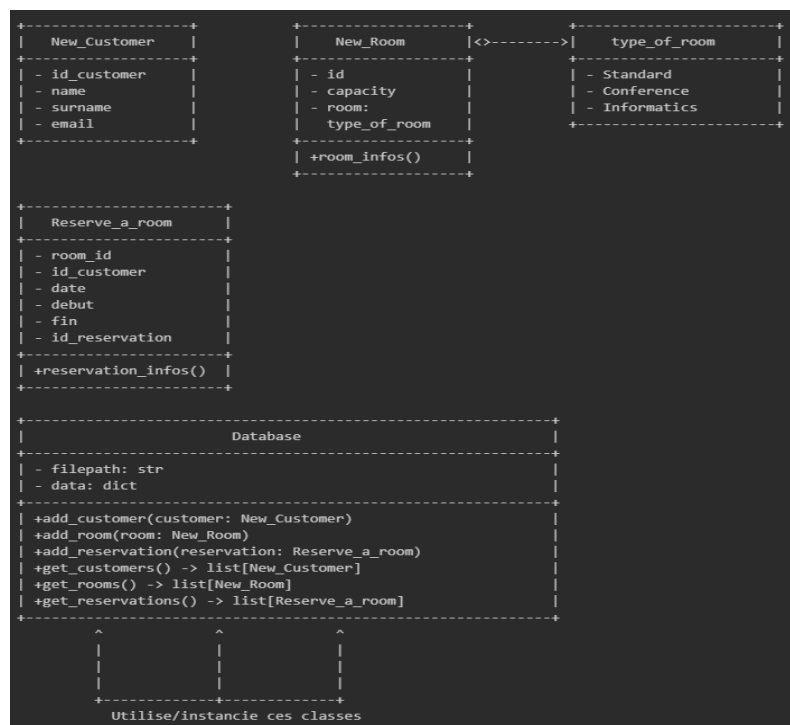 New_Customer New_Room <>-------->| type_of_room
- id_customer - id - Standard
- name - capacity - Conference
- surname - room: - Informatics
- email type_of_room
+room_infos()
Reserve_a_room
- room_id
- id_customer
- date
- debut
- fin
- id_reservation
+reservation_infos()
Database
- filepath: str
- data: dict
+add_customer(customer: New_Customer)
+add_room(room: New_Room)
+add_reservation(reservation: Reserve_a_room)
+get_customers() -> list[New_Customer]
+get_rooms() -> list[New_Room]
+get_reservations() -> list[Reserve_a_room]
Utilise/instancie ces classes